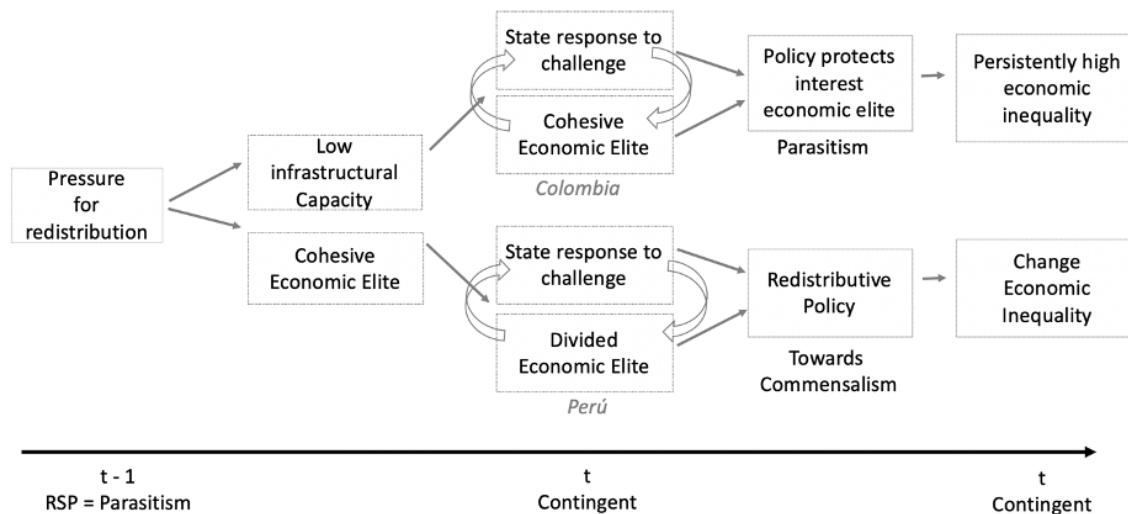 Pressure
for
redistribution
Low
infrastructural
Capacity
Cohesive
Economic Elite
State response to
challenge
Cohesive
Economic Elite
Colombia
Policy protects
interest
economic elite
Parasitism
Persistently high
economic
inequality
State response to
challenge
Divided
Economic Elite
Perú
Redistributive
Policy
Towards
Commensalism
Change
Economic
Inequality
t - 1
RSP = Parasitism
t
Contingent
t
Contingent